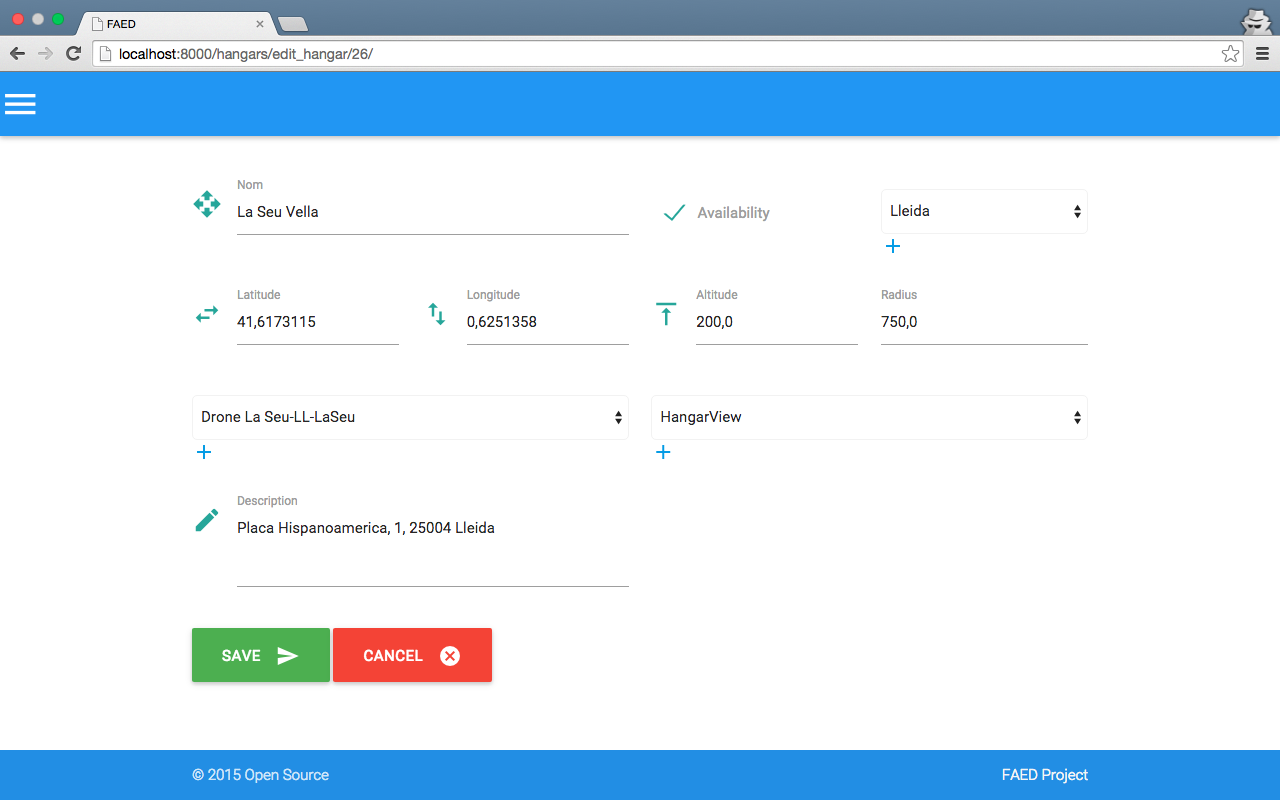 FAED
localhost:8000/hangars/edit_hangar/26/
Nom
La Seu Vella
Availability
Lleida
Latitude
41,6173115
Longitude
0,6251358
Altitude
200,0
Radius
750,0
Drone La Seu-LL-LaSeu
HangarView
Description
Placa Hispanoamerica, 1, 25004 Lleida
SAVE
CANCEL
© 2015 Open Source
FAED Project